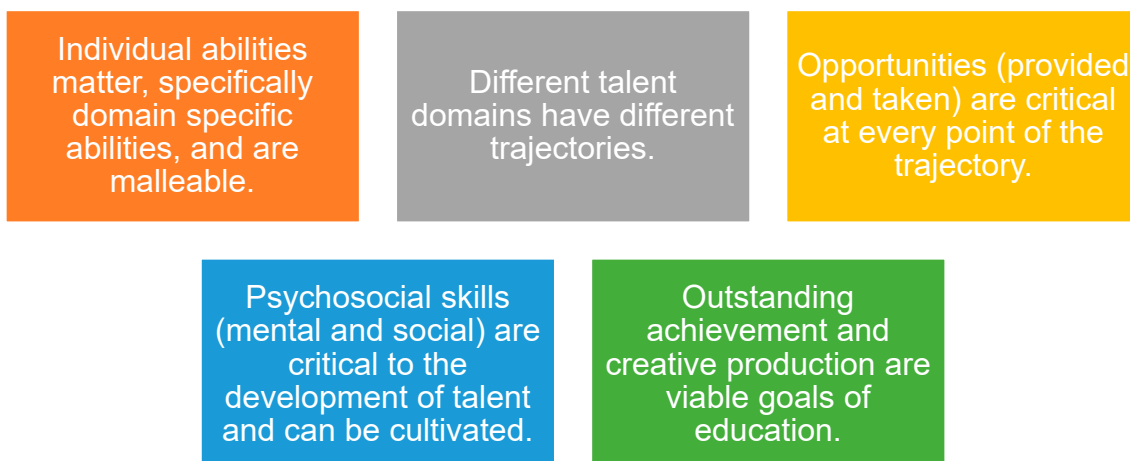 Individual abilities
matter, specifically
domain specific
abilities, and are
malleable.
Different talent
domains have different
trajectories.
Opportunities (provided
and taken) are critical
at every point of the
trajectory.
Psychosocial skills
(mental and social) are
critical to the
development of talent
and can be cultivated.
Outstanding
achievement and
creative production are
viable goals of
education.